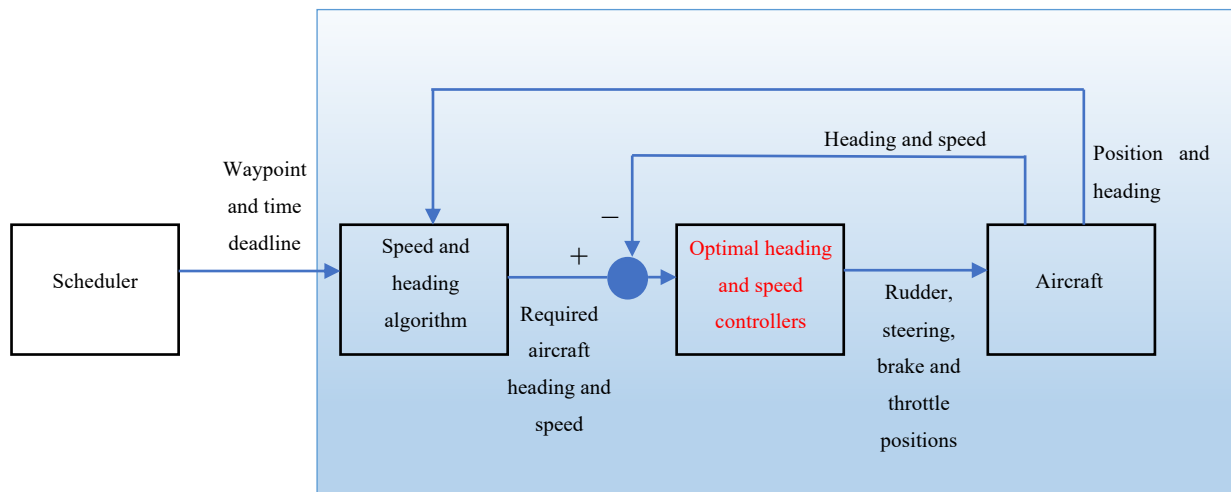 Heading and speed
Position and
heading
Waypoint
and time
deadline
Scheduler
Speed and
heading
algorithm
+
−
Required
aircraft
heading and
speed
Optimal heading
and speed
controllers
Rudder,
steering,
brake and
throttle
positions
Aircraft